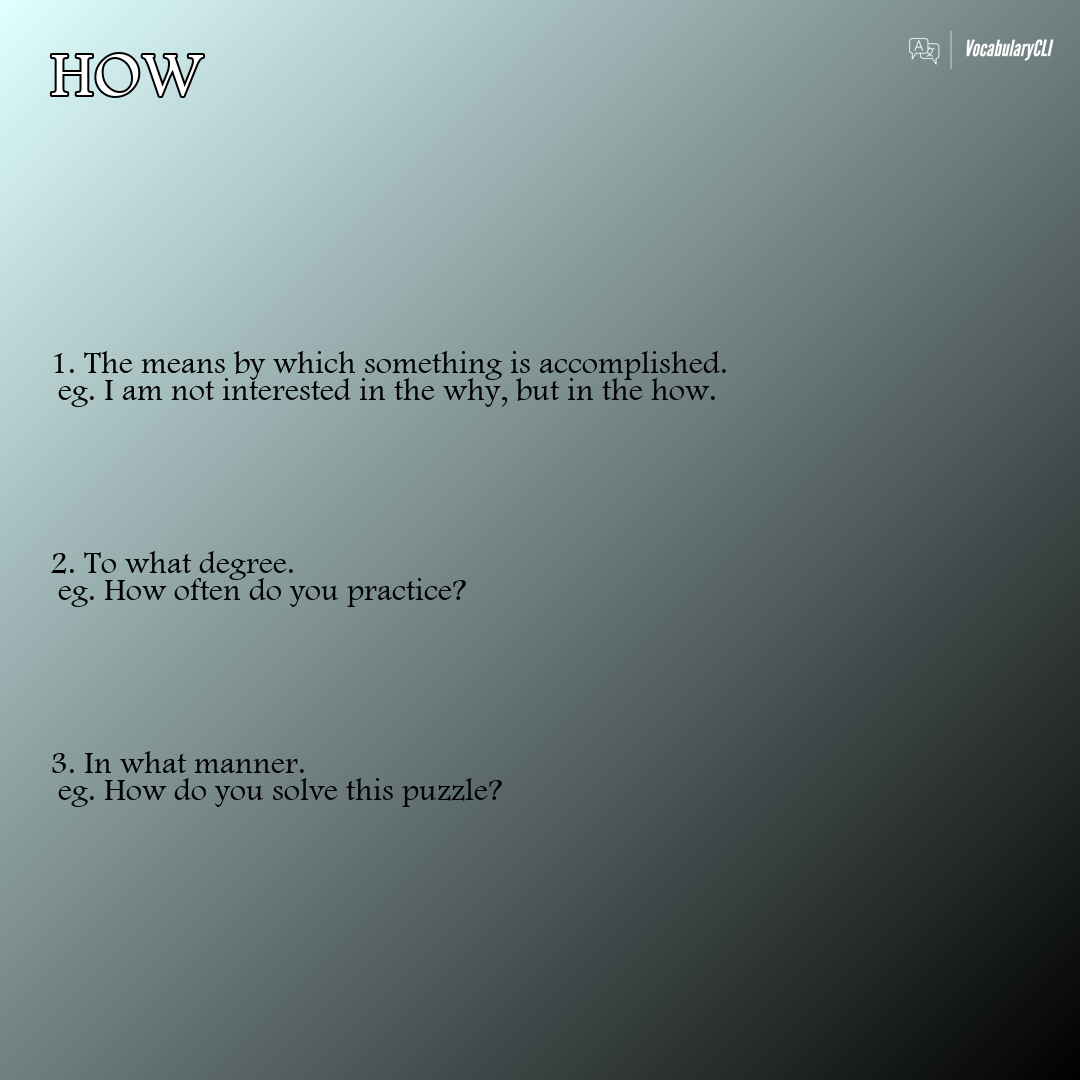 HOW
VocabularyCLI
1. The means by which something is accomplished.
eg. I am not interested in the why, but in the how.
2. To what degree.
eg. How often do you practice?
3. In what manner.
eg. How do you solve this puzzle?